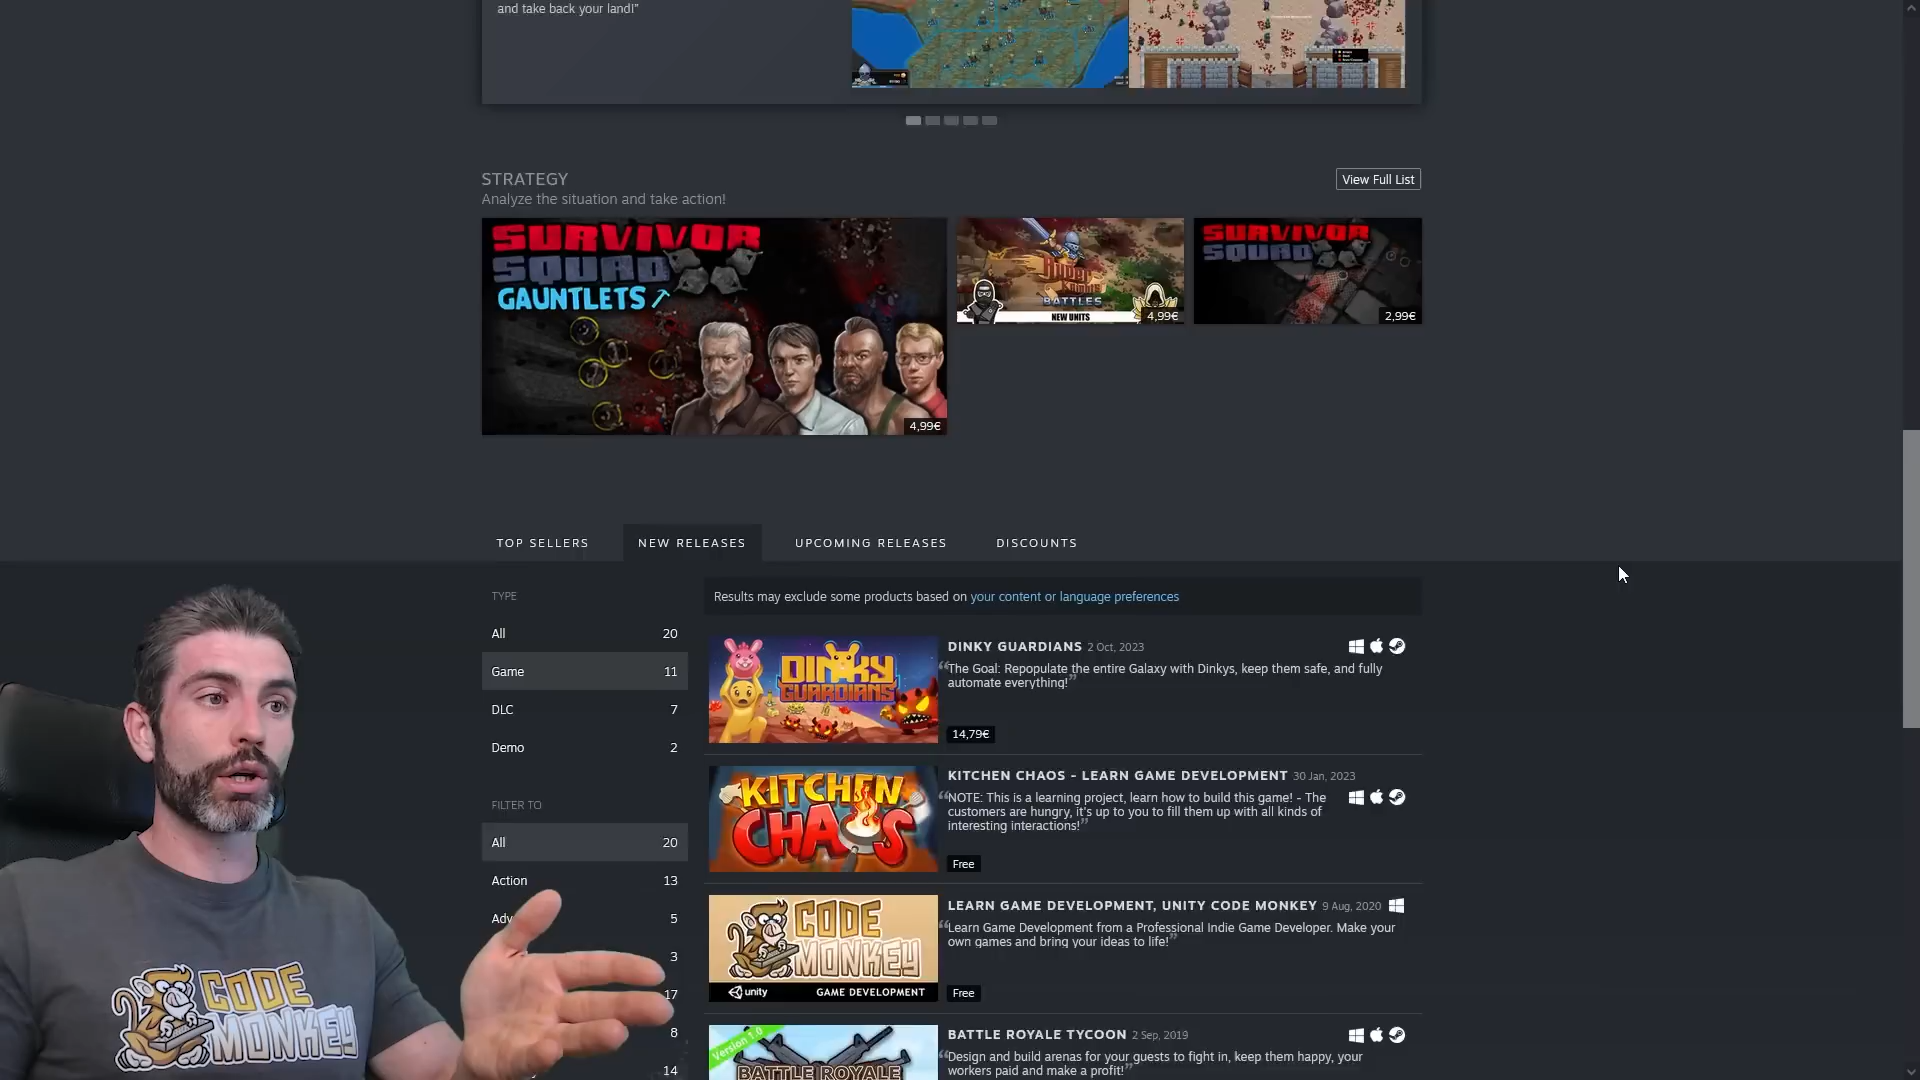 and take back your land!”
STRATEGY
Analyze the situation and take action!
View Full List
SURVIVOR
SQUAD
GAUNTLETS
4,99€
Hyper
Knights
BATTLES
NEW UNITS
4,99€
SURVIVOR
SQUAD
2,99€
TOP SELLERS
NEW RELEASES
UPCOMING RELEASES
DISCOUNTS
TYPE
All 20
Game 11
DLC 7
Demo 2
FILTER TO
All 20
Action 13
Adv 5
3
17
8
14
Results may exclude some products based on your content or language preferences
DINKY
GUARDIANS
DINKY GUARDIANS 2 Oct, 2023
“The Goal: Repopulate the entire Galaxy with Dinkys, keep them safe, and fully
automate everything!”
14,79€
KITCHEN
CHAOS
KITCHEN CHAOS - LEARN GAME DEVELOPMENT 30 Jan, 2023
“NOTE: This is a learning project, learn how to build this game! - The
customers are hungry, it's up to you to fill them up with all kinds of
interesting interactions!”
Free
CODE
MONKEY
unity GAME DEVELOPMENT
LEARN GAME DEVELOPMENT, UNITY CODE MONKEY 9 Aug, 2020
“Learn Game Development from a Professional Indie Game Developer. Make your
own games and bring your ideas to life!”
Free
Version 1.0
BATTLE ROYALE
BATTLE ROYALE TYCOON 2 Sep, 2019
“Design and build arenas for your guests to fight in, keep them happy, your
workers paid and make a profit!”
CODE
MONKEY